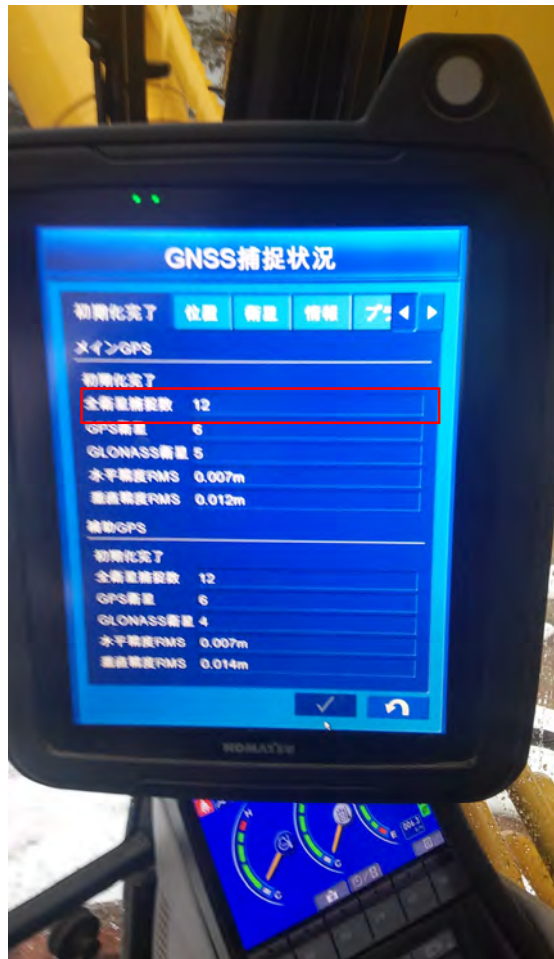 GNSS捕捉状況
初期化完了 位置 衛星 情報
メインGPS
初期化完了
全衛星捕捉数 12
GPS衛星 6
GLONASS衛星 5
水平精度RMS 0.007m
垂直精度RMS 0.012m
補助GPS
初期化完了
全衛星捕捉数 12
GPS衛星 6
GLONASS衛星 4
水平精度RMS 0.007m
垂直精度RMS 0.014m
KOMATSU
H H
C C E